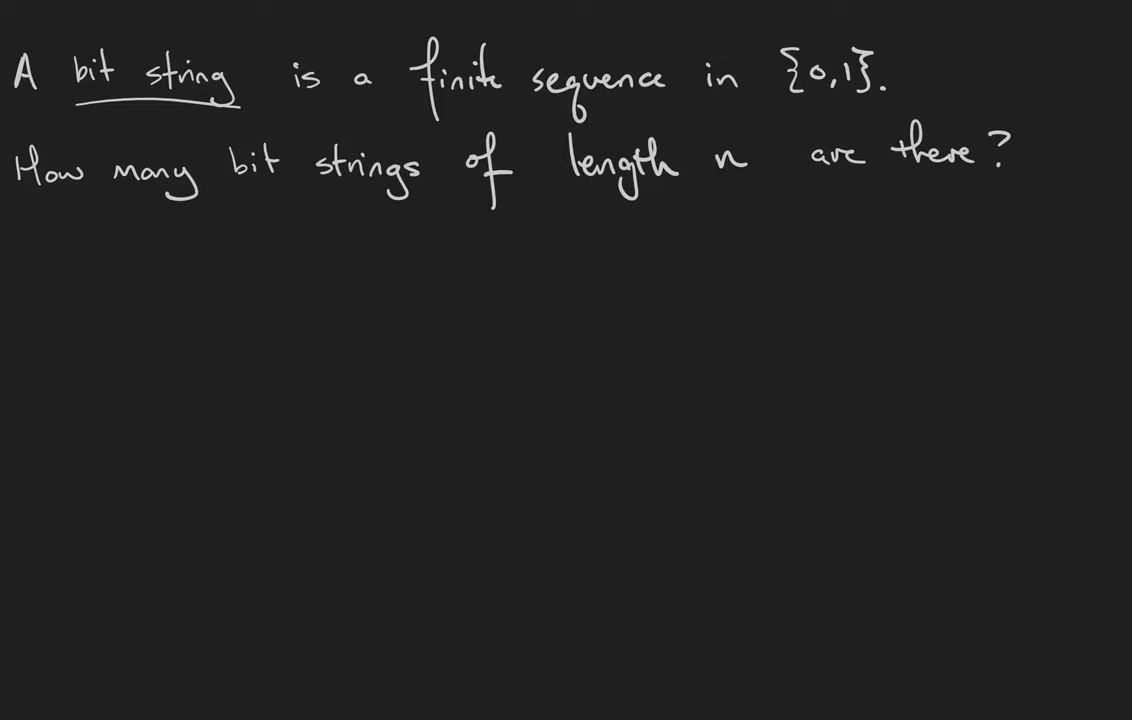 A bit string is a finite sequence in {0,1}.
How many bit strings of length n are there?